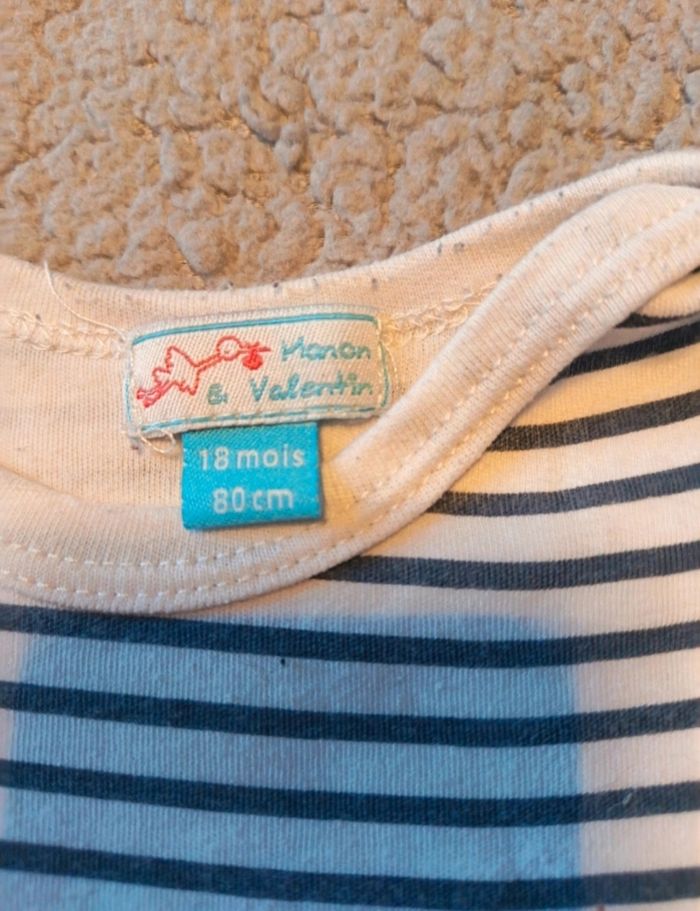 Manon
& Valentin
18 mois
80 cm